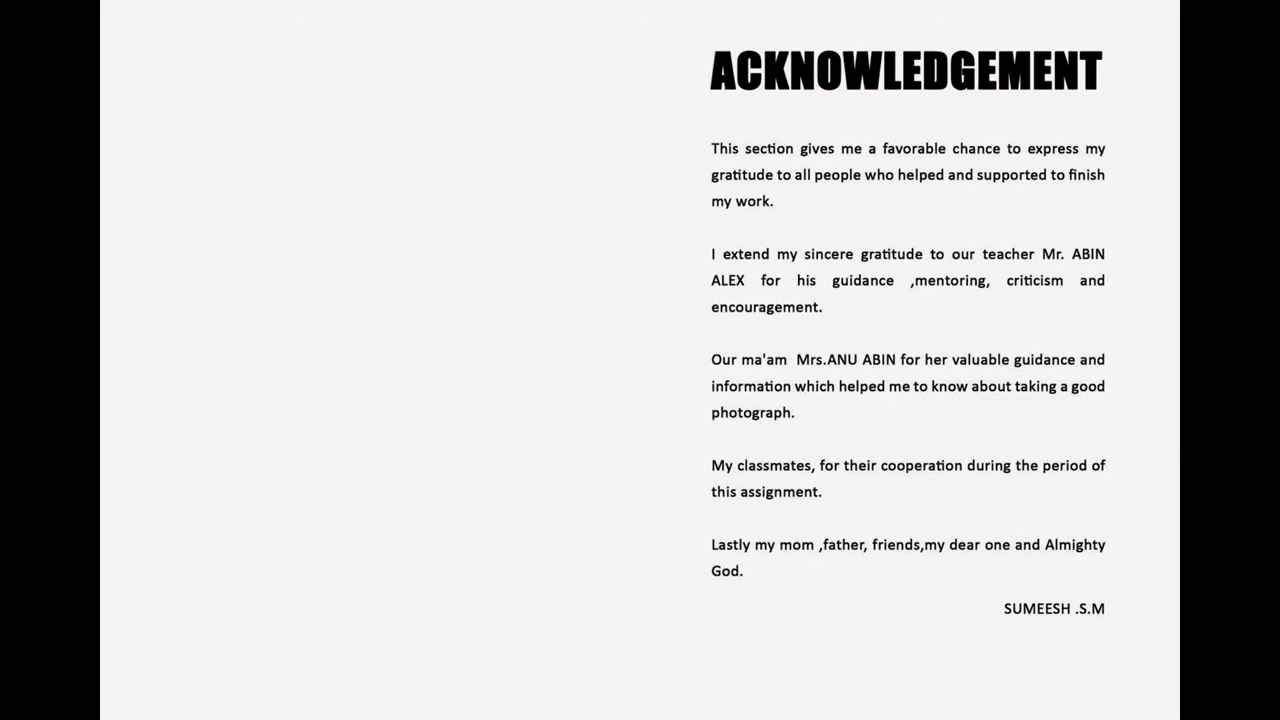 ACKNOWLEDGEMENT
This section gives me a favorable chance to express my
gratitude to all people who helped and supported to finish
my work.
I extend my sincere gratitude to our teacher Mr. ABIN
ALEX for his guidance ,mentoring, criticism and
encouragement.
Our ma'am Mrs.ANU ABIN for her valuable guidance and
information which helped me to know about taking a good
photograph.
My classmates, for their cooperation during the period of
this assignment.
Lastly my mom ,father, friends,my dear one and Almighty
God.
SUMEESH .S.M